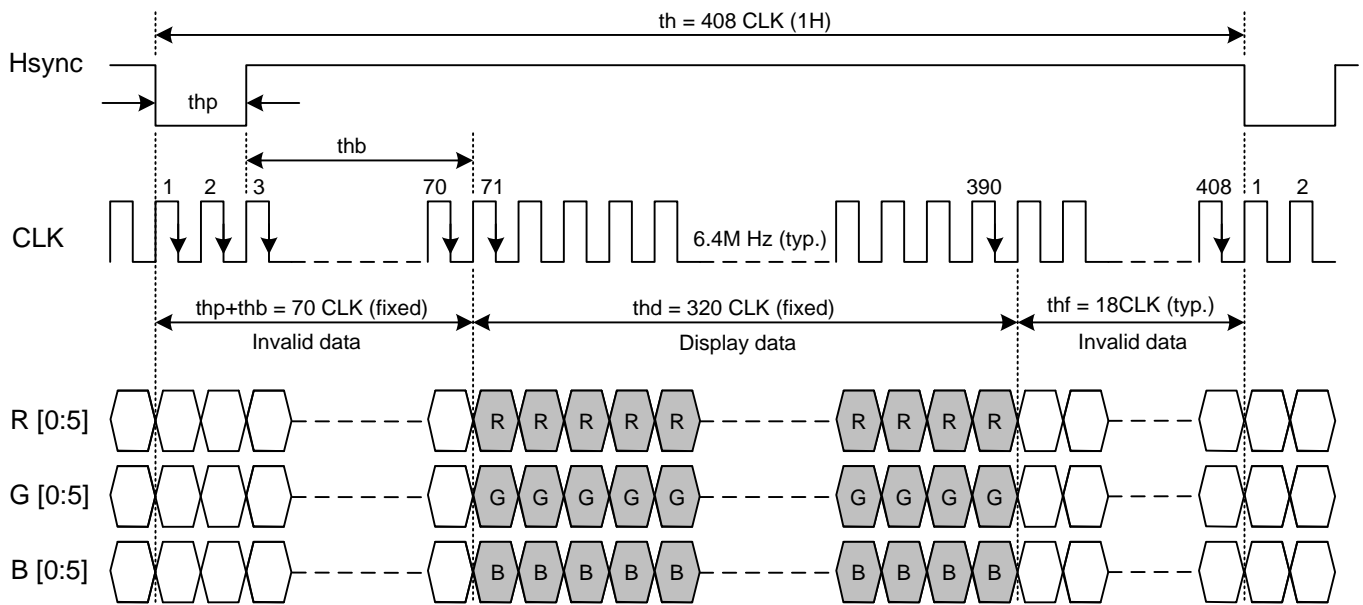 th = 408 CLK (1H)
Hsync
thp
thb
1 2 3 70 71 390 408 1 2
CLK
6.4M Hz (typ.)
thp+thb = 70 CLK (fixed) thd = 320 CLK (fixed) thf = 18CLK (typ.)
Invalid data Display data Invalid data
R [0:5] R R R R R R R R R
G [0:5] G G G G G G G G G
B [0:5] B B B B B B B B B